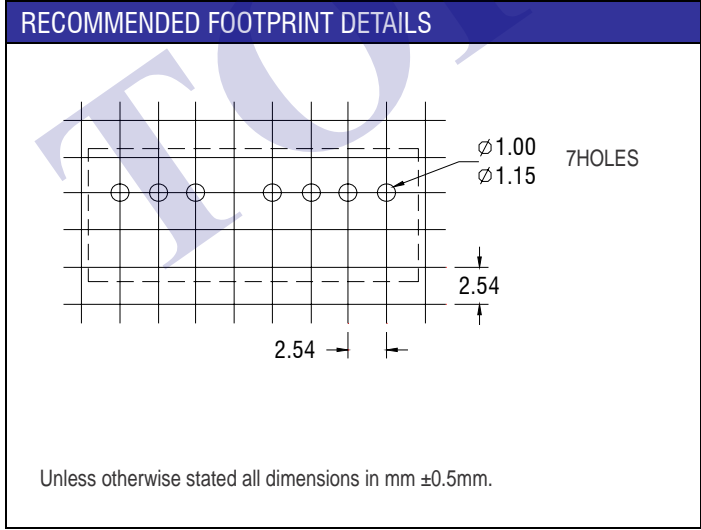 RECOMMENDED FOOTPRINT DETAILS
⌀1.00
⌀1.15
7HOLES
2.54
2.54
Unless otherwise stated all dimensions in mm ±0.5mm.